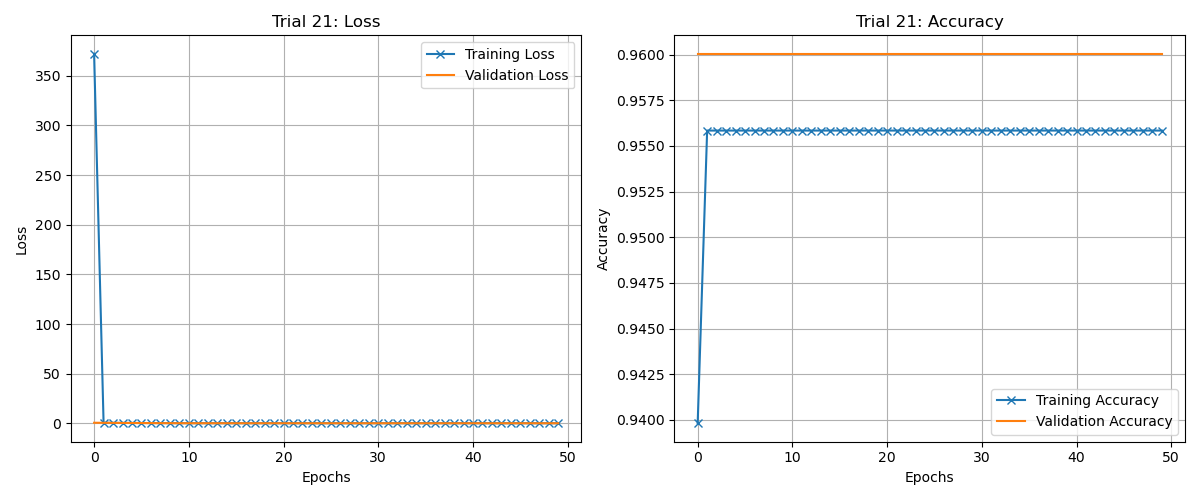 Trial 21: Loss
Loss
350
300
250
200
150
100
50
0
0 10 20 30 40 50
Epochs
Training Loss
Validation Loss
Trial 21: Accuracy
Accuracy
0.9600
0.9575
0.9550
0.9525
0.9500
0.9475
0.9450
0.9425
0.9400
0 10 20 30 40 50
Epochs
Training Accuracy
Validation Accuracy